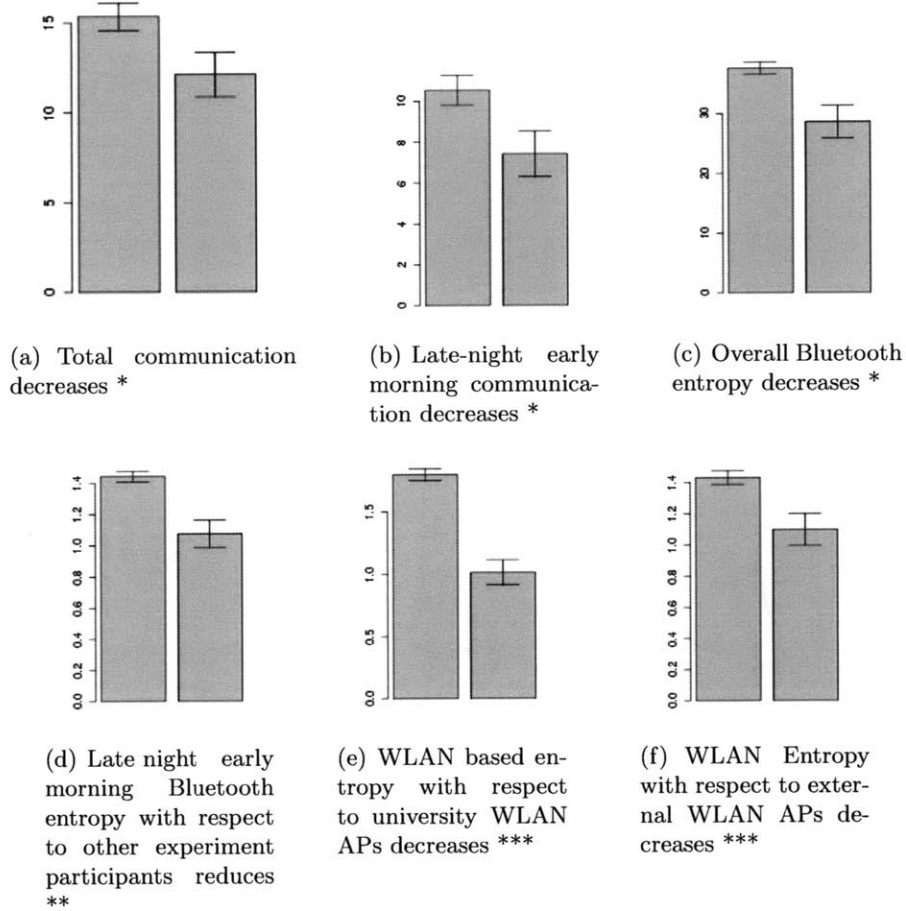 15
10
5
0
10
8
6
4
2
0
30
20
10
0
(a) Total communication
decreases *
(b) Late-night early
morning communica-
tion decreases *
(c) Overall Bluetooth
entropy decreases *
1.4
1.2
1.0
0.8
0.6
0.4
0.2
0.0
1.5
1.0
0.5
0.0
1.4
1.2
1.0
0.8
0.6
0.4
0.2
0.0
(d) Late night early
morning Bluetooth
entropy with respect
to other experiment
participants reduces
**
(e) WLAN based en-
tropy with respect
to university WLAN
APs decreases ***
(f) WLAN Entropy
with respect to exter-
nal WLAN APs de-
creases ***